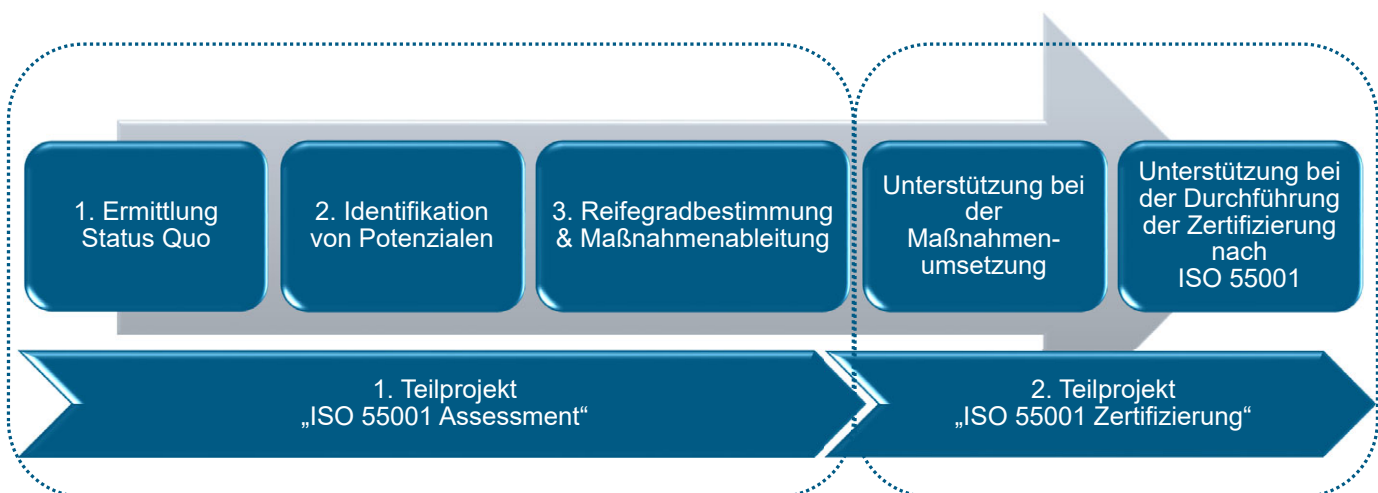 1. Ermittlung
Status Quo
2. Identifikation
von Potenzialen
3. Reifegradbestimmung
& Maßnahmenableitung
Unterstützung bei
der
Maßnahmen-
umsetzung
Unterstützung bei
der Durchführung
der Zertifizierung
nach
ISO 55001
1. Teilprojekt
„ISO 55001 Assessment“
2. Teilprojekt
„ISO 55001 Zertifizierung“